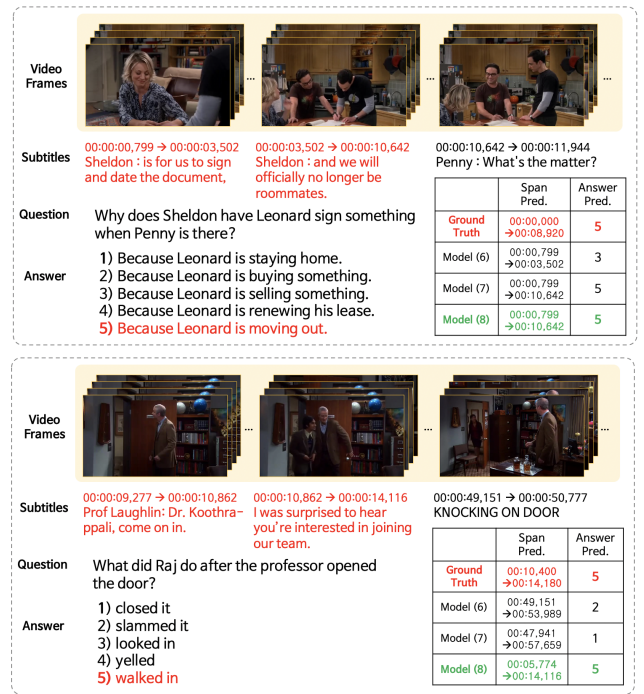 Video
Frames
...
...
...
Subtitles
00:00:00,799 → 00:00:03,502
Sheldon : is for us to sign
and date the document,
00:00:03,502 → 00:00:10,642
Sheldon : and we will
officially no longer be
roommates.
00:00:10,642 → 00:00:11,944
Penny : What's the matter?
Question
Why does Sheldon have Leonard sign something
when Penny is there?
Answer
1) Because Leonard is staying home.
2) Because Leonard is buying something.
3) Because Leonard is selling something.
4) Because Leonard is renewing his lease.
5) Because Leonard is moving out.
Span
Pred.
Answer
Pred.
Ground
Truth
00:00,000
→00:08,920
5
Model (6)
00:00,799
→00:03,502
3
Model (7)
00:00,799
→00:10,642
5
Model (8)
00:00,799
→00:10,642
5
Video
Frames
...
...
...
Subtitles
00:00:09,277 → 00:00:10,862
Prof Laughlin: Dr. Koothra-
ppali, come on in.
00:00:10,862 → 00:00:14,116
I was surprised to hear
you're interested in joining
our team.
00:00:49,151 → 00:00:50,777
KNOCKING ON DOOR
Question
What did Raj do after the professor opened
the door?
Answer
1) closed it
2) slammed it
3) looked in
4) yelled
5) walked in
Span
Pred.
Answer
Pred.
Ground
Truth
00:10,400
→00:14,180
5
Model (6)
00:49,151
→00:53,989
2
Model (7)
00:47,941
→00:57,659
1
Model (8)
00:05,774
→00:14,116
5